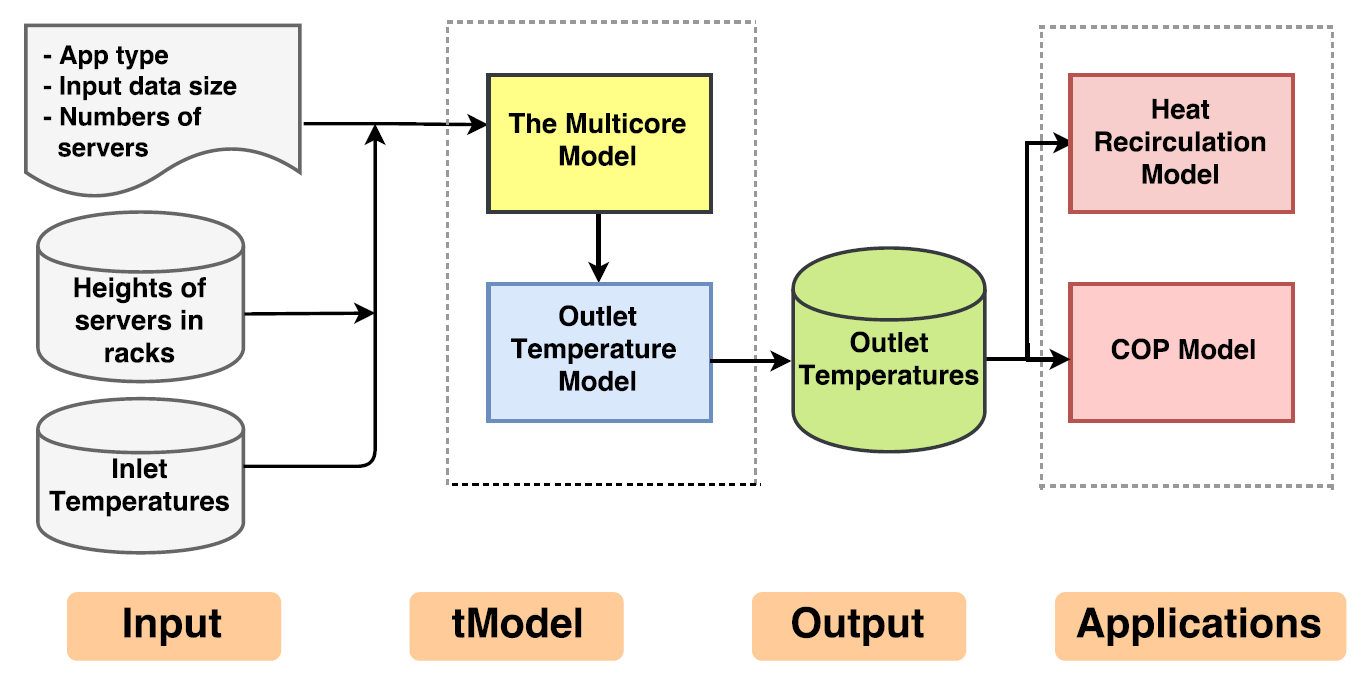 - App type
- Input data size
- Numbers of
servers
Heights of
servers in
racks
Inlet
Temperatures
The Multicore
Model
Outlet
Temperature
Model
Outlet
Temperatures
Heat
Recirculation
Model
COP Model
Input
tModel
Output
Applications